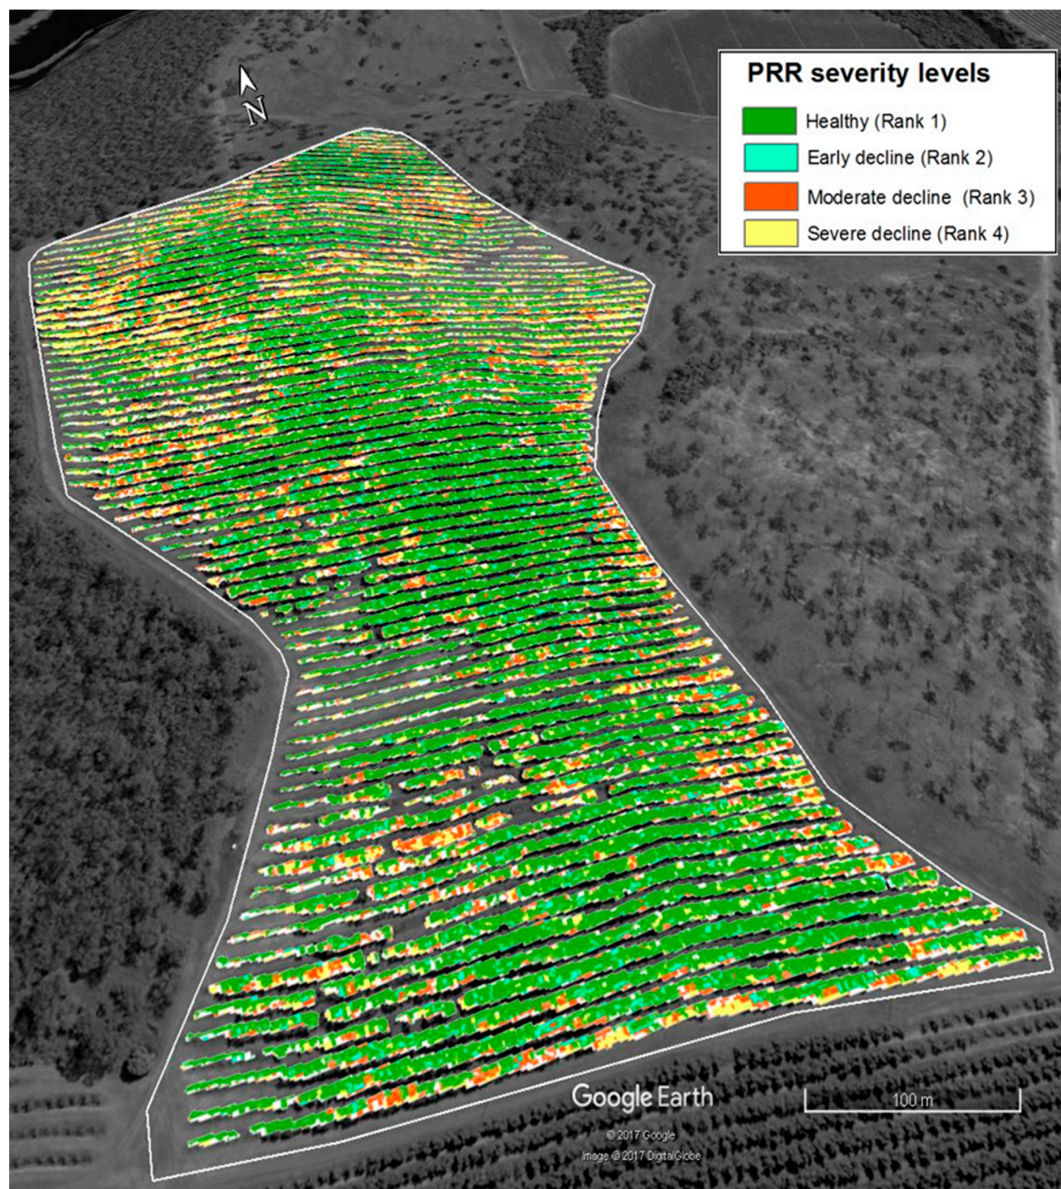 PRR severity levels
Healthy (Rank 1)
Early decline (Rank 2)
Moderate decline (Rank 3)
Severe decline (Rank 4)
N
Google Earth
100 m
© 2017 Google
Image © 2017 DigitalGlobe